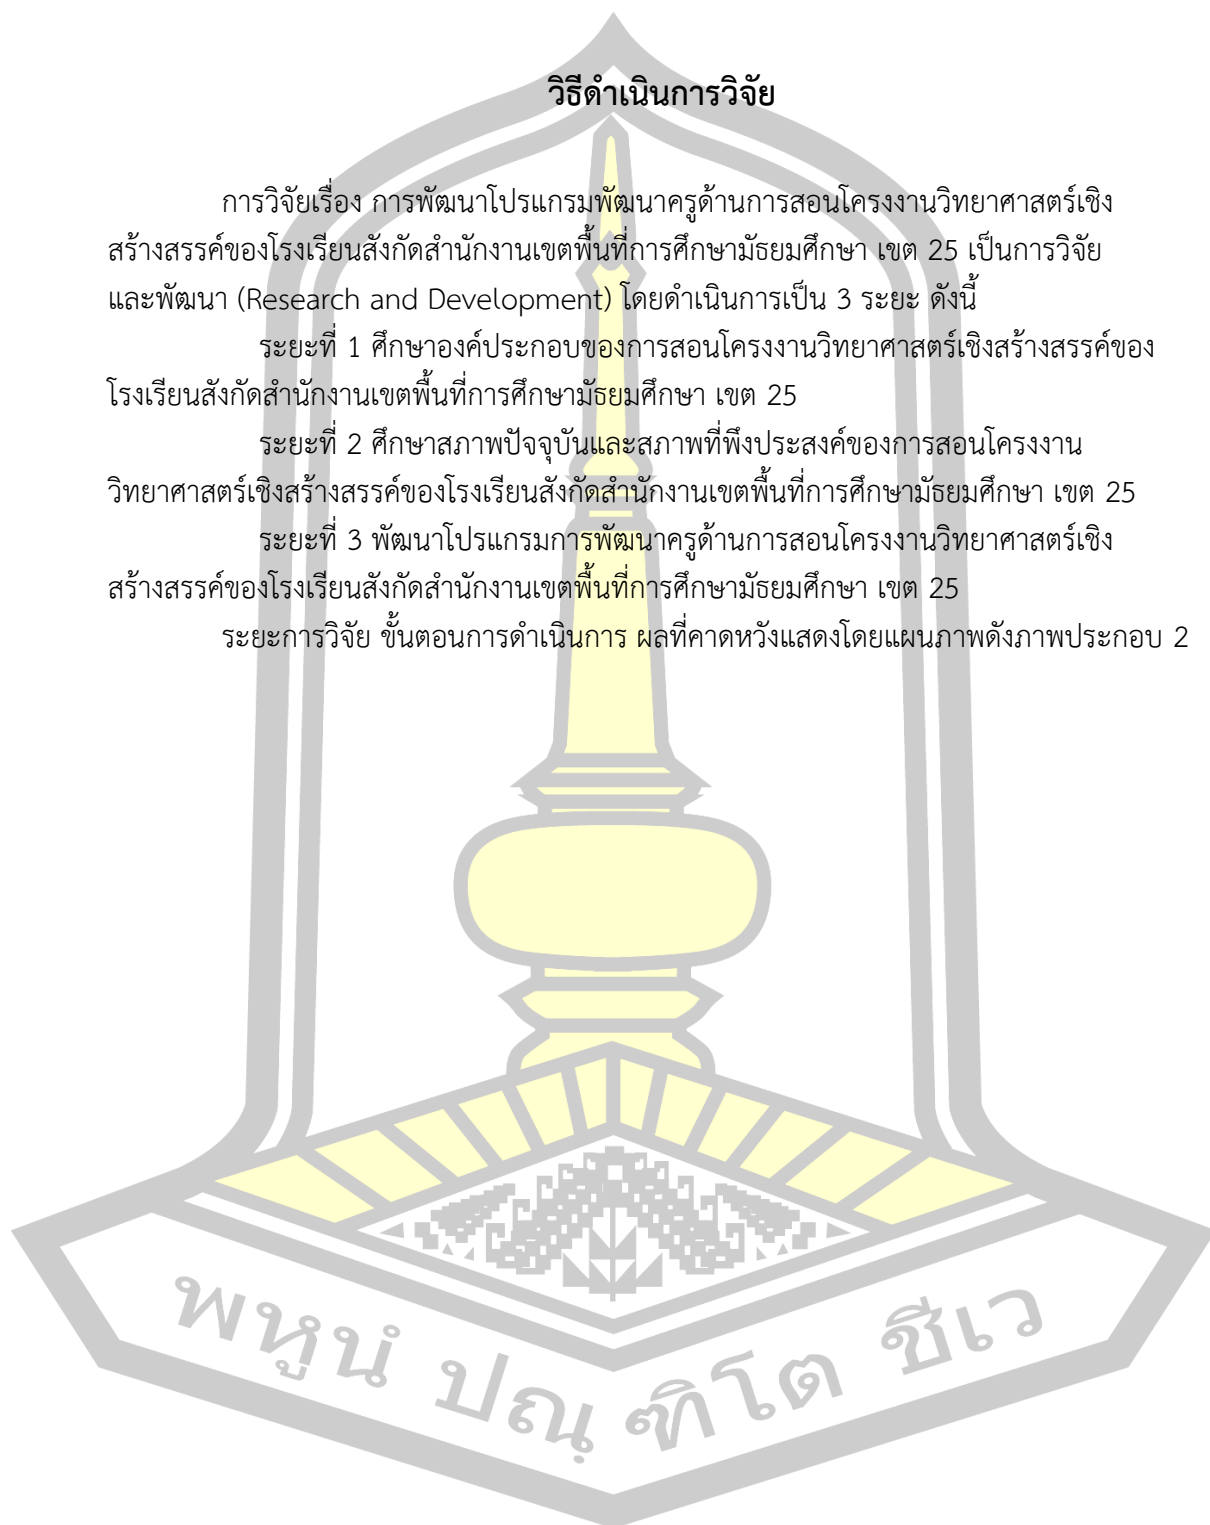 วิธีดำเนินการวิจัย
การวิจัยเรื่อง การพัฒนาโปรแกรมพัฒนาครูด้านการสอนโครงงานวิทยาศาสตร์เชิง
สร้างสรรค์ของโรงเรียนสังกัดสำนักงานเขตพื้นที่การศึกษามัธยมศึกษา เขต 25 เป็นการวิจัย
และพัฒนา (Research and Development) โดยดำเนินการเป็น 3 ระยะ ดังนี้
ระยะที่ 1 ศึกษาองค์ประกอบของการสอนโครงงานวิทยาศาสตร์เชิงสร้างสรรค์ของ
โรงเรียนสังกัดสำนักงานเขตพื้นที่การศึกษามัธยมศึกษา เขต 25
ระยะที่ 2 ศึกษาสภาพปัจจุบันและสภาพที่พึงประสงค์ของการสอนโครงงาน
วิทยาศาสตร์เชิงสร้างสรรค์ของโรงเรียนสังกัดสำนักงานเขตพื้นที่การศึกษามัธยมศึกษา เขต 25
ระยะที่ 3 พัฒนาโปรแกรมการพัฒนาครูด้านการสอนโครงงานวิทยาศาสตร์เชิง
สร้างสรรค์ของโรงเรียนสังกัดสำนักงานเขตพื้นที่การศึกษามัธยมศึกษา เขต 25
ระยะการวิจัย ขั้นตอนการดำเนินการ ผลที่คาดหวังแสดงโดยแผนภาพดังภาพประกอบ 2
พหูนํ ปณฺ ฑิโต ชีเว